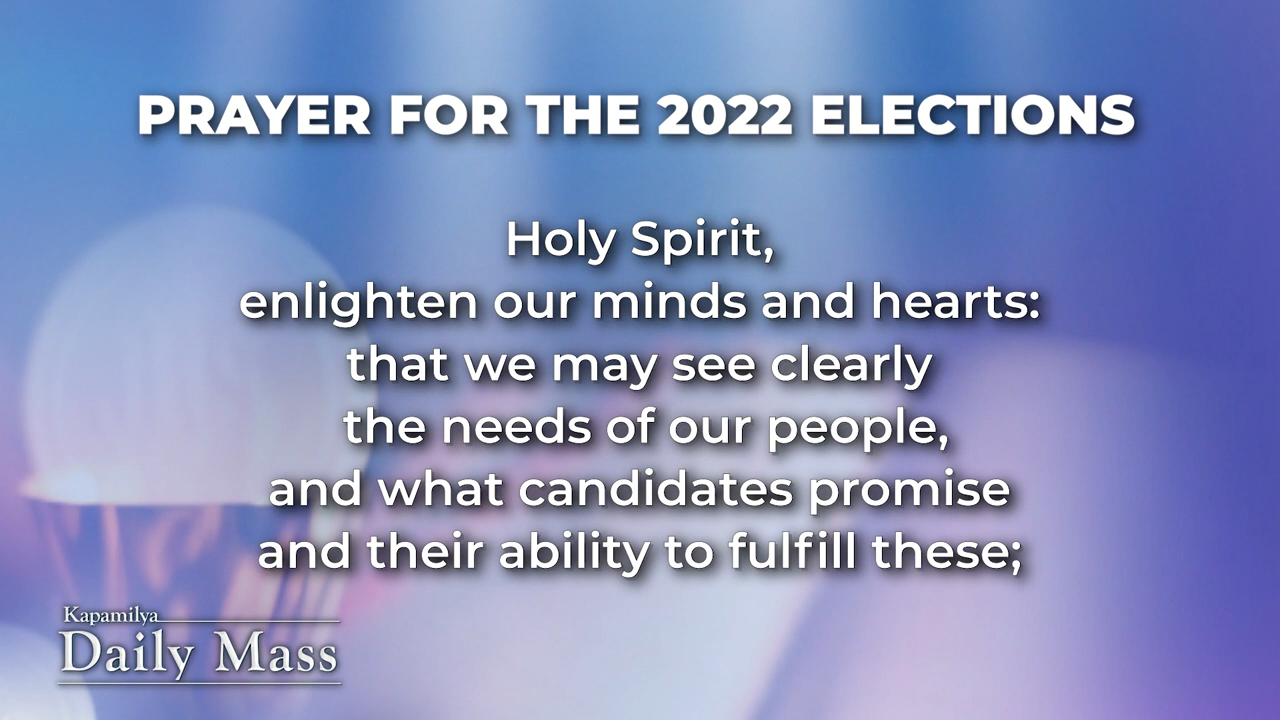 PRAYER FOR THE 2022 ELECTIONS
Holy Spirit,
enlighten our minds and hearts:
that we may see clearly
the needs of our people,
and what candidates promise
and their ability to fulfill these;
Kapamilya
Daily Mass